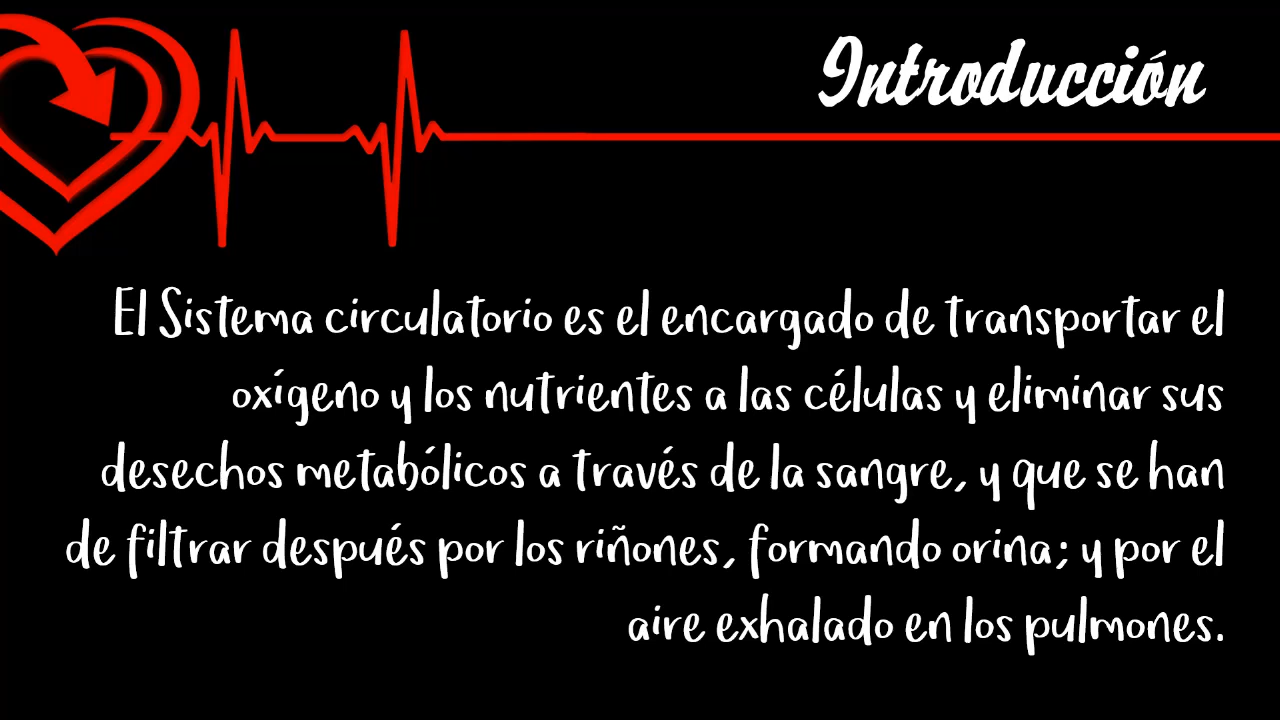 Introducción
El Sistema circulatorio es el encargado de transportar el
oxígeno y los nutrientes a las células y eliminar sus
desechos metabólicos a través de la sangre, y que se han
de filtrar después por los riñones, formando orina; y por el
aire exhalado en los pulmones.